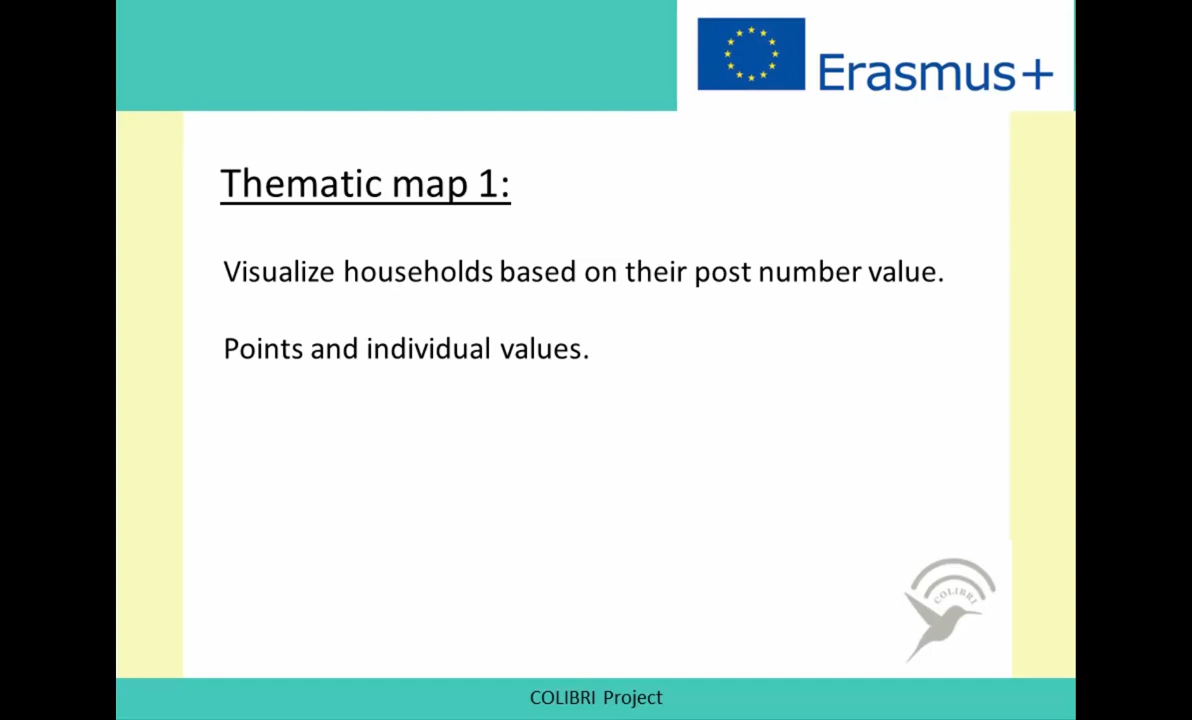 Erasmus+
Thematic map 1:
Visualize households based on their post number value.
Points and individual values.
COLIBRI
COLIBRI Project